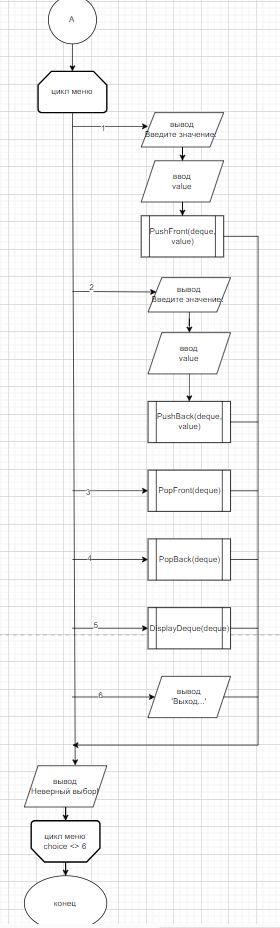 A
цикл меню
1
вывод
Введите значение:
ввод
value
PushFront(deque,
value)
2
вывод
Введите значение:
ввод
value
PushBack(deque,
value)
3
PopFront(deque)
4
PopBack(deque)
5
DisplayDeque(deque)
6
вывод
'Выход...'
вывод
'Неверный выбор!'
цикл меню
choice <> 6
конец